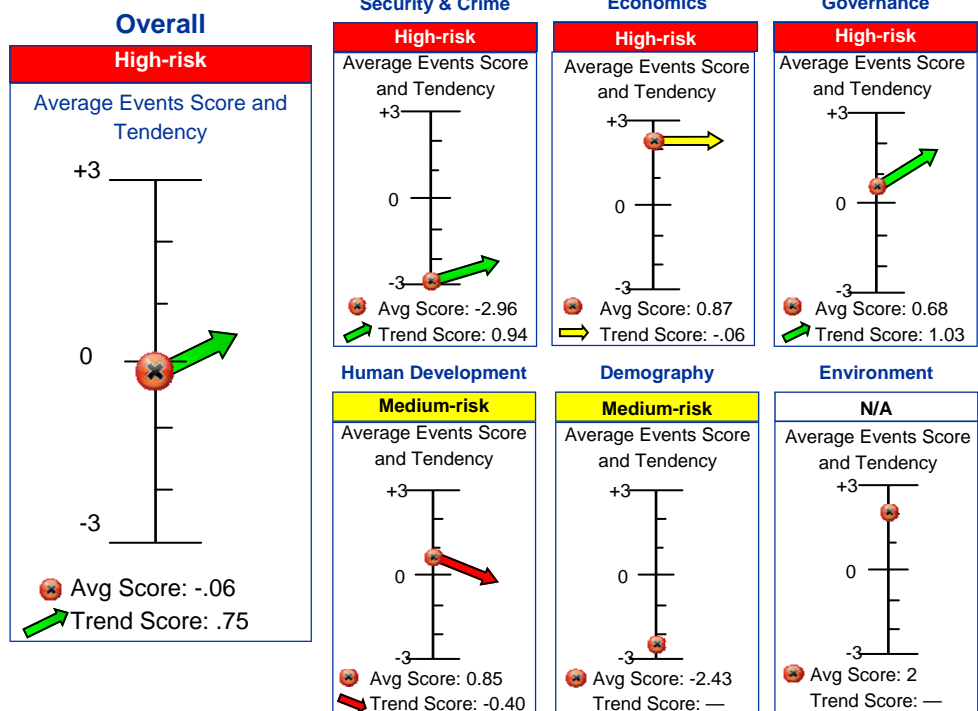 Overall
High-risk
Average Events Score and
Tendency
+3
0
-3
Avg Score: -.06
Trend Score: .75
Security & Crime
High-risk
Average Events Score
and Tendency
+3
0
-3
Avg Score: -2.96
Trend Score: 0.94
Economics
High-risk
Average Events Score
and Tendency
+3
0
-3
Avg Score: 0.87
Trend Score: -.06
Governance
High-risk
Average Events Score
and Tendency
+3
0
-3
Avg Score: 0.68
Trend Score: 1.03
Human Development
Medium-risk
Average Events Score
and Tendency
+3
0
-3
Avg Score: 0.85
Trend Score: -0.40
Demography
Medium-risk
Average Events Score
and Tendency
+3
0
-3
Avg Score: -2.43
Trend Score: —
Environment
N/A
Average Events Score
and Tendency
+3
0
-3
Avg Score: 2
Trend Score: —